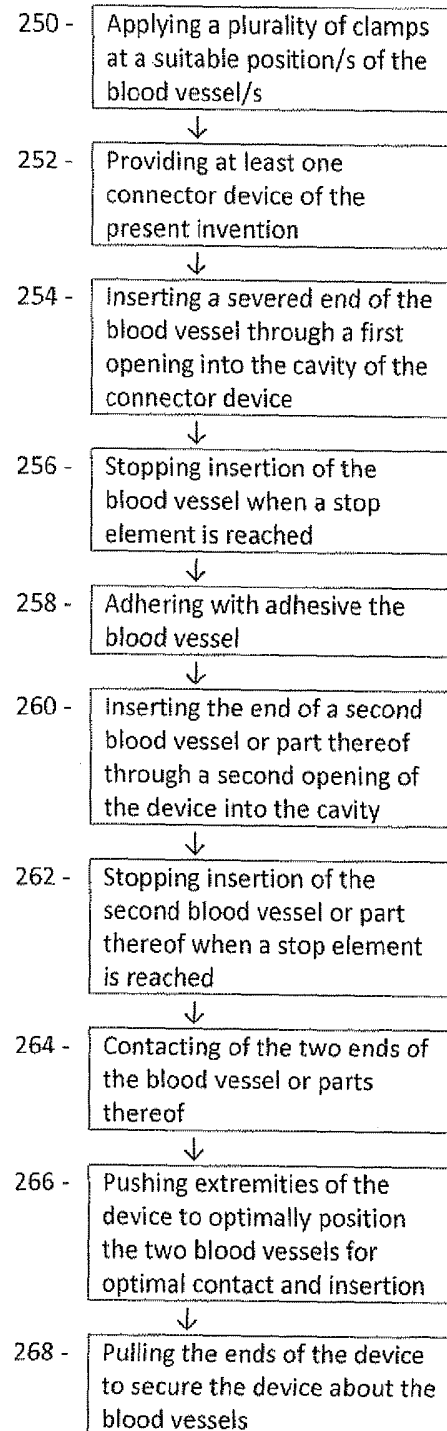 250 - Applying a plurality of clamps
at a suitable position/s of the
blood vessel/s
↓
252 - Providing at least one
connector device of the
present invention
↓
254 - Inserting a severed end of the
blood vessel through a first
opening into the cavity of the
connector device
↓
256 - Stopping insertion of the
blood vessel when a stop
element is reached
↓
258 - Adhering with adhesive the
blood vessel
↓
260 - Inserting the end of a second
blood vessel or part thereof
through a second opening of
the device into the cavity
↓
262 - Stopping insertion of the
second blood vessel or part
thereof when a stop element
is reached
↓
264 - Contacting of the two ends of
the blood vessel or parts
thereof
↓
266 - Pushing extremities of the
device to optimally position
the two blood vessels for
optimal contact and insertion
↓
268 - Pulling the ends of the device
to secure the device about the
blood vessels